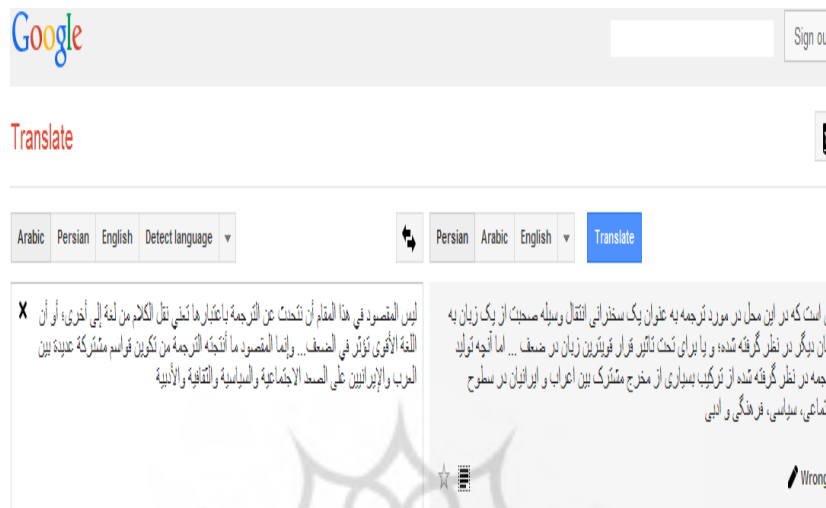 Google
Sign ou
Translate
Arabic Persian English Detect language
Persian Arabic English Translate
ليس المقصود في هذا المقام أن نتحدث عن الترجمة باعتبارها تعني نقل الكلام من لغة إلى أخرى؛ أو أن
اللغة الأقوى تؤثر في الضعف... وإنما المقصود ما أنتجته الترجمة من تكوين قواسم مشتركة عديدة بين
العرب والإيرانيين على الصعد الاجتماعية والسياسية والثقافية والأدبية
است که در این محل در مورد ترجمه به عنوان یک سخنرانی انتقال وسیله صحبت از یک زبان به
ان دیگر در نظر گرفته شده؛ و یا برای تحت تاثیر قرار قویترین زبان در ضعف ... اما آنچه تولید
جمه در نظر گرفته شده از ترکیب بسیاری از مخرج مشترک بین اعراب و ایرانیان در سطوح
تماعی، سیاسی، فرهنگی و ادبی
Wrong